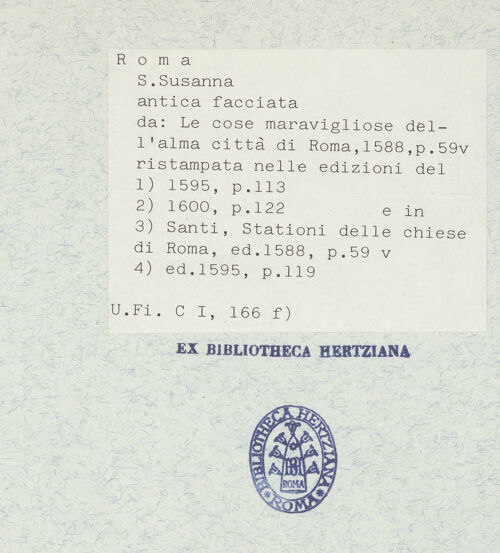 R o m a
S.Susanna
antica facciata
da: Le cose maravigliose del-
l'alma città di Roma,1588,p.59v
ristampata nelle edizioni del
1) 1595, p.113
2) 1600, p.122 e in
3) Santi, Stationi delle chiese
di Roma, ed.1588, p.59 v
4) ed.1595, p.119
U.Fi. C I, 166 f)
EX BIBLIOTHECA HERTZIANA
BIBLIOTHECA HERTZIANA
ROMA
ROMA